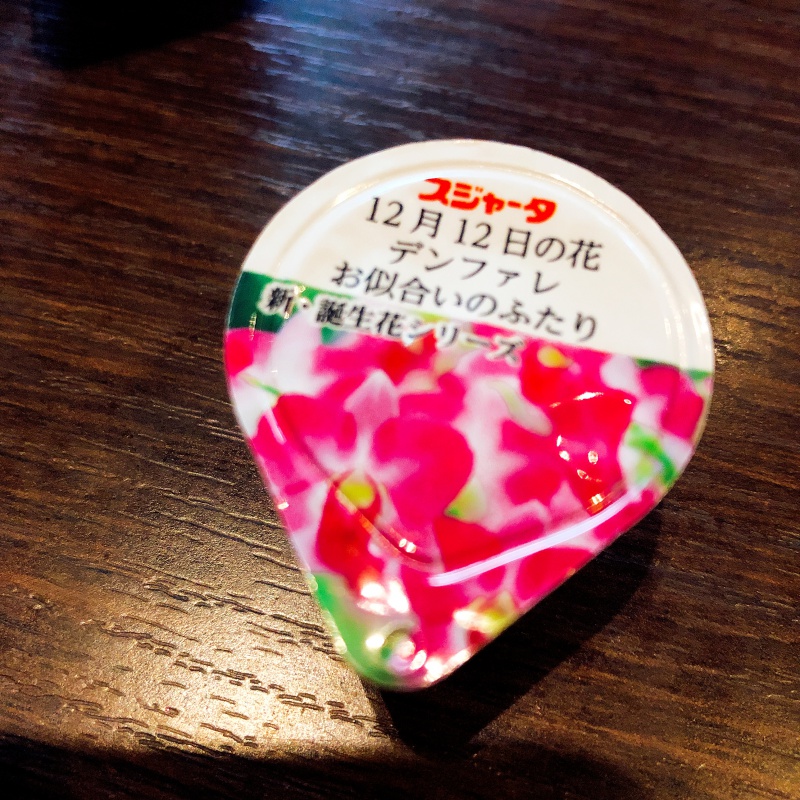 スジャータ
12月12日の花
デンファレ
お似合いのふたり
新・誕生花シリーズ